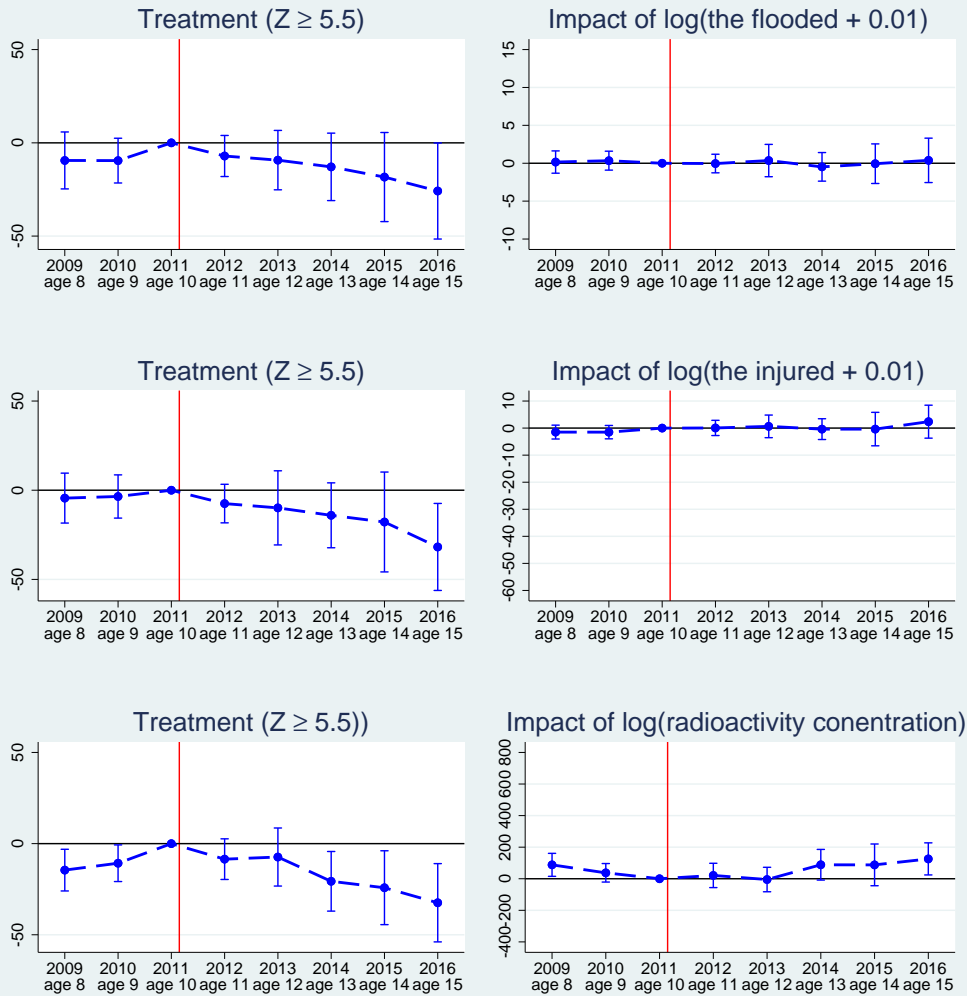 Treatment (Z ≥ 5.5)
50
0
-50
2009 2010 2011 2012 2013 2014 2015 2016
age 8 age 9 age 10 age 11 age 12 age 13 age 14 age 15
Impact of log(the flooded + 0.01)
15
10
5
0
-5
-10
2009 2010 2011 2012 2013 2014 2015 2016
age 8 age 9 age 10 age 11 age 12 age 13 age 14 age 15
Treatment (Z ≥ 5.5)
50
0
-50
2009 2010 2011 2012 2013 2014 2015 2016
age 8 age 9 age 10 age 11 age 12 age 13 age 14 age 15
Impact of log(the injured + 0.01)
10
0
-10
-20
-30
-40
-50
-60
2009 2010 2011 2012 2013 2014 2015 2016
age 8 age 9 age 10 age 11 age 12 age 13 age 14 age 15
Treatment (Z ≥ 5.5))
50
0
-50
2009 2010 2011 2012 2013 2014 2015 2016
age 8 age 9 age 10 age 11 age 12 age 13 age 14 age 15
Impact of log(radioactivity conentration)
800
600
400
200
0
-200
-400
2009 2010 2011 2012 2013 2014 2015 2016
age 8 age 9 age 10 age 11 age 12 age 13 age 14 age 15